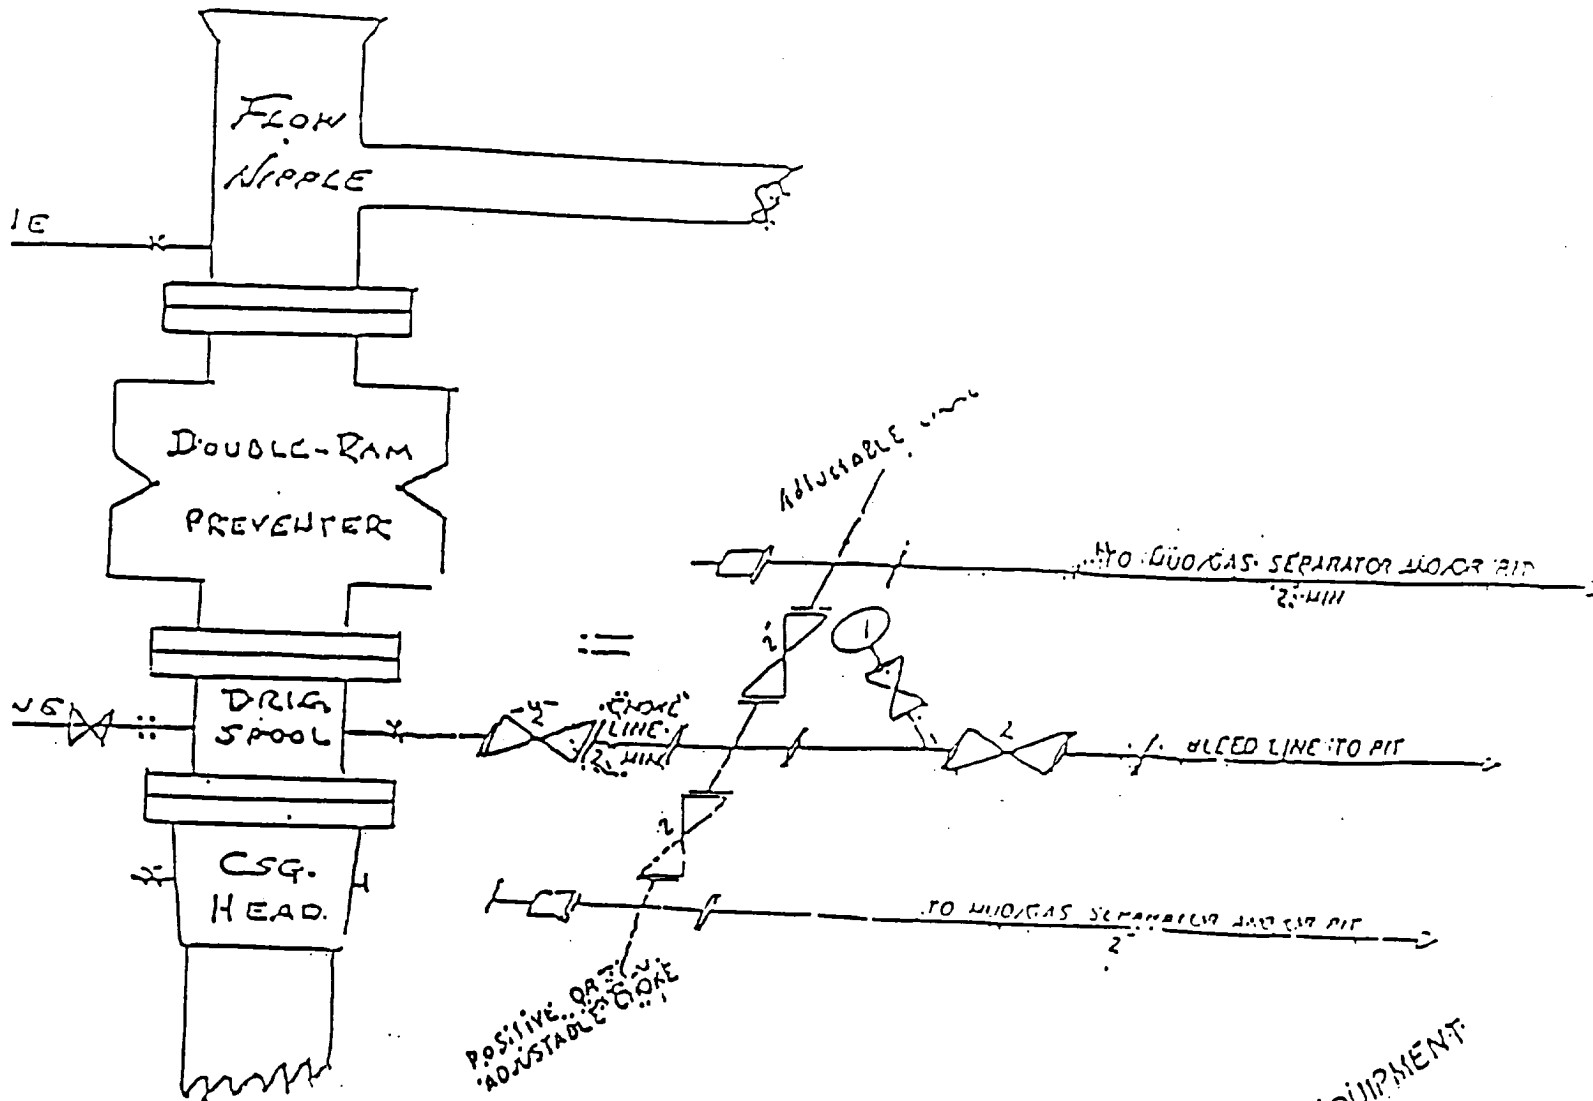 FLOW
NIPPLE
DOUBLE-RAM
PREVENTER
DRLG
SPOOL
CSG.
HEAD.
ADJUSTABLE
TO MUD/GAS SEPARATOR AND/OR PIT
2" MIN
2"
1
"CHOKE"
LINE
2" MIN
2
BLEED LINE TO PIT
2
TO MUD/GAS SEPARATOR AND/OR PIT
2"
POSITIVE OR
ADJUSTABLE CHOKE